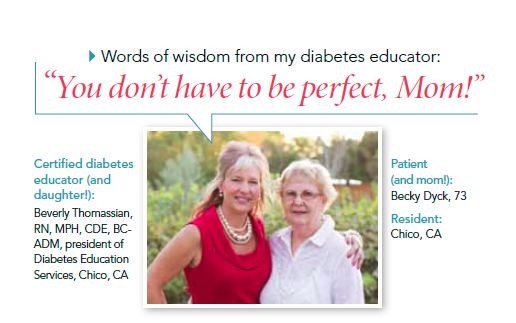 Words of wisdom from my diabetes educator:
“You don’t have to be perfect, Mom!”
Certified diabetes
educator (and
daughter!):
Beverly Thomassian,
RN, MPH, CDE, BC-
ADM, president of
Diabetes Education
Services, Chico, CA
Patient
(and mom!):
Becky Dyck, 73
Resident:
Chico, CA